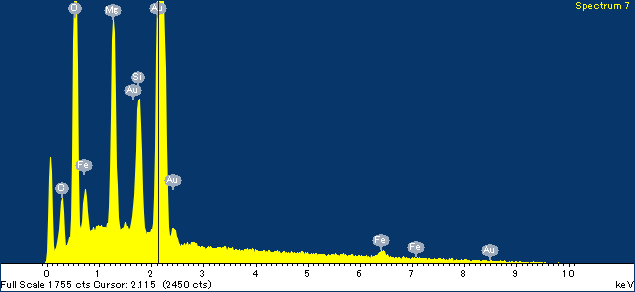 Spectrum 7
O Mg Au
Si
Au
Fe
Au
Fe Fe Au
0 1 2 3 4 5 6 7 8 9 10
Full Scale 1755 cts Cursor: 2.115 (2450 cts) keV